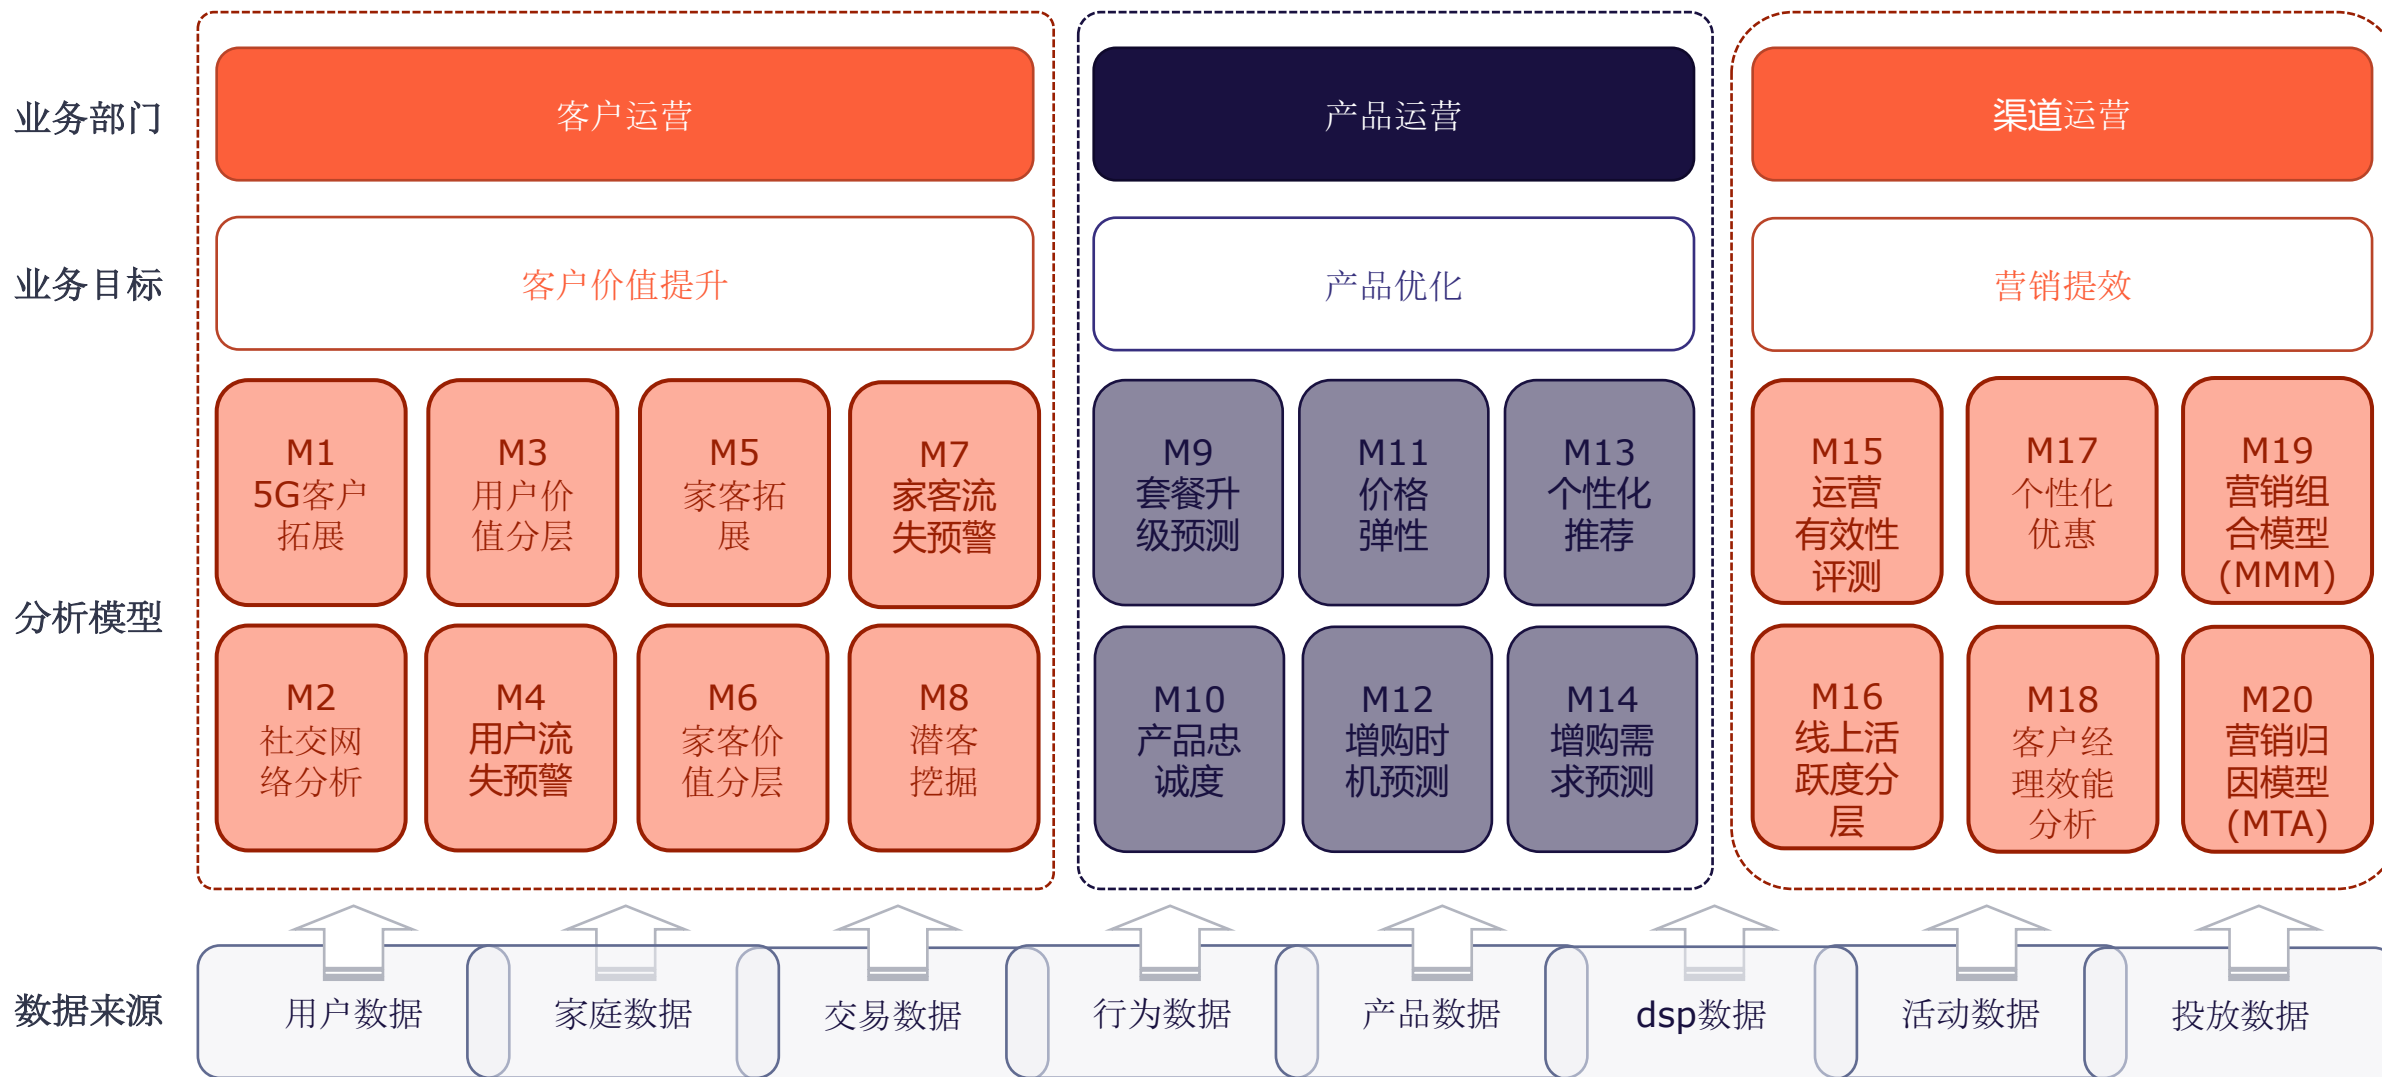 业务部门
客户运营
产品运营
渠道运营
业务目标
客户价值提升
产品优化
营销提效
分析模型
M1
5G客户
拓展
M3
用户价
值分层
M5
家客拓
展
M7
家客流
失预警
M9
套餐升
级预测
M11
价格
弹性
M13
个性化
推荐
M15
运营
有效性
评测
M17
个性化
优惠
M19
营销组
合模型
(MMM)
M2
社交网
络分析
M4
用户流
失预警
M6
家客价
值分层
M8
潜客
挖掘
M10
产品忠
诚度
M12
增购时
机预测
M14
增购需
求预测
M16
线上活
跃度分
层
M18
客户经
理效能
分析
M20
营销归
因模型
(MTA)
数据来源
用户数据
家庭数据
交易数据
行为数据
产品数据
dsp数据
活动数据
投放数据